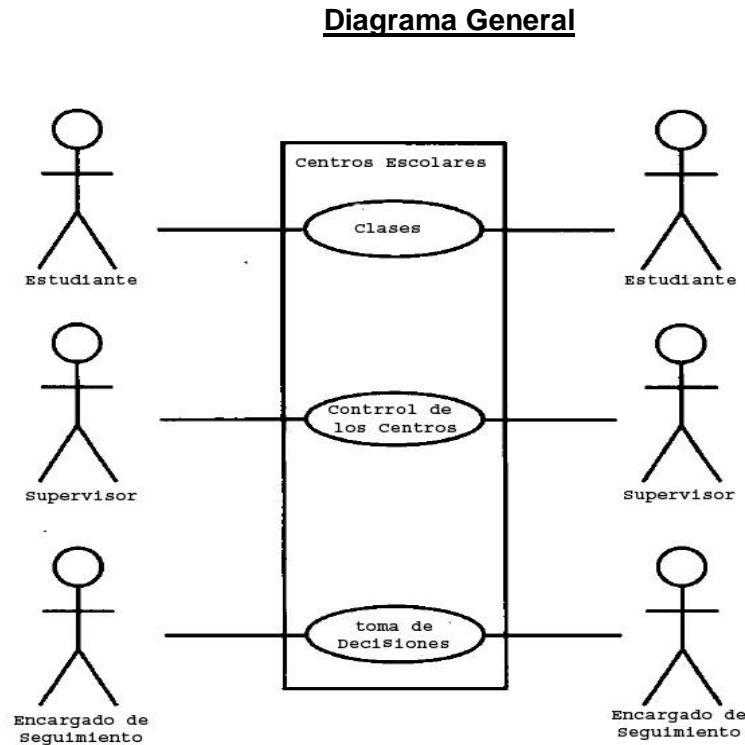 Diagrama General
Centros Escolares
Clases
Estudiante
Estudiante
Contrrol de
los Centros
Supervisor
Supervisor
toma de
Decisiones
Encargado de
Seguimiento
Encargado de
Seguimiento